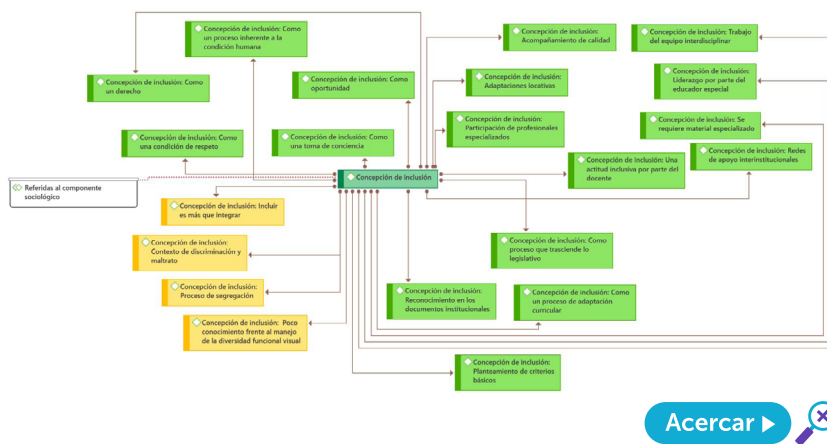 Concepción de inclusión: Como
un proceso inherente a la
condición humana
Concepción de inclusión:
Acompañamiento de calidad
Concepción de inclusión: Trabajo
del equipo interdisciplinar
Concepción de inclusión: Como
un derecho
Concepción de inclusión: Como
oportunidad
Concepción de inclusión:
Adaptaciones locativas
Concepción de inclusión:
Liderazgo por parte del
educador especial
Concepción de inclusión: Como
una condición de respeto
Concepción de inclusión: Como
una toma de conciencia
Concepción de inclusión:
Participación de profesionales
especializados
Concepción de inclusión: Se
requiere material especializado
Concepción de inclusión: Redes
de apoyo interinstitucionales
Concepción de inclusión: Una
actitud inclusiva por parte del
docente
Concepción de inclusión
Referidas al componente
sociológico
Concepción de inclusión: Incluir
es más que integrar
Concepción de inclusión:
Contexto de discriminación y
maltrato
Concepción de inclusión: Como
proceso que trasciende lo
legislativo
Concepción de inclusión:
Proceso de segregación
Concepción de inclusión:
Reconocimiento en los
documentos institucionales
Concepción de inclusión: Como
un proceso de adaptación
curricular
Concepción de inclusión: Poco
conocimiento frente al manejo
de la diversidad funcional visual
Concepción de inclusión:
Planteamiento de criterios
básicos
Acercar